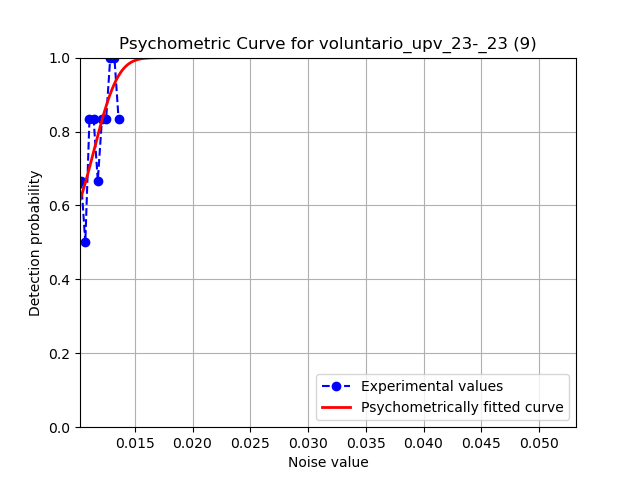 Psychometric Curve for voluntario_upv_23-_23 (9)
1.0
0.8
0.6
0.4
0.2
0.0
Detection probability
Experimental values
Psychometrically fitted curve
0.015 0.020 0.025 0.030 0.035 0.040 0.045 0.050
Noise value